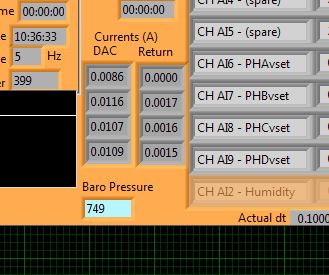 me 00:00:00
00:00:00
CH AI4 - (spare)
e 10:36:33
Currents (A)
CH AI5 - (spare)
e 5 Hz
DAC Return
er 399
0.0086 0.0000
CH AI6 - PHAvset
0.0116 0.0017
CH AI7 - PHBvset
0.0107 0.0016
CH AI8 - PHCvset
0.0109 0.0015
CH AI9 - PHDvset
Baro Pressure
CH AI2 - Humidity
749
Actual dt 0.1000